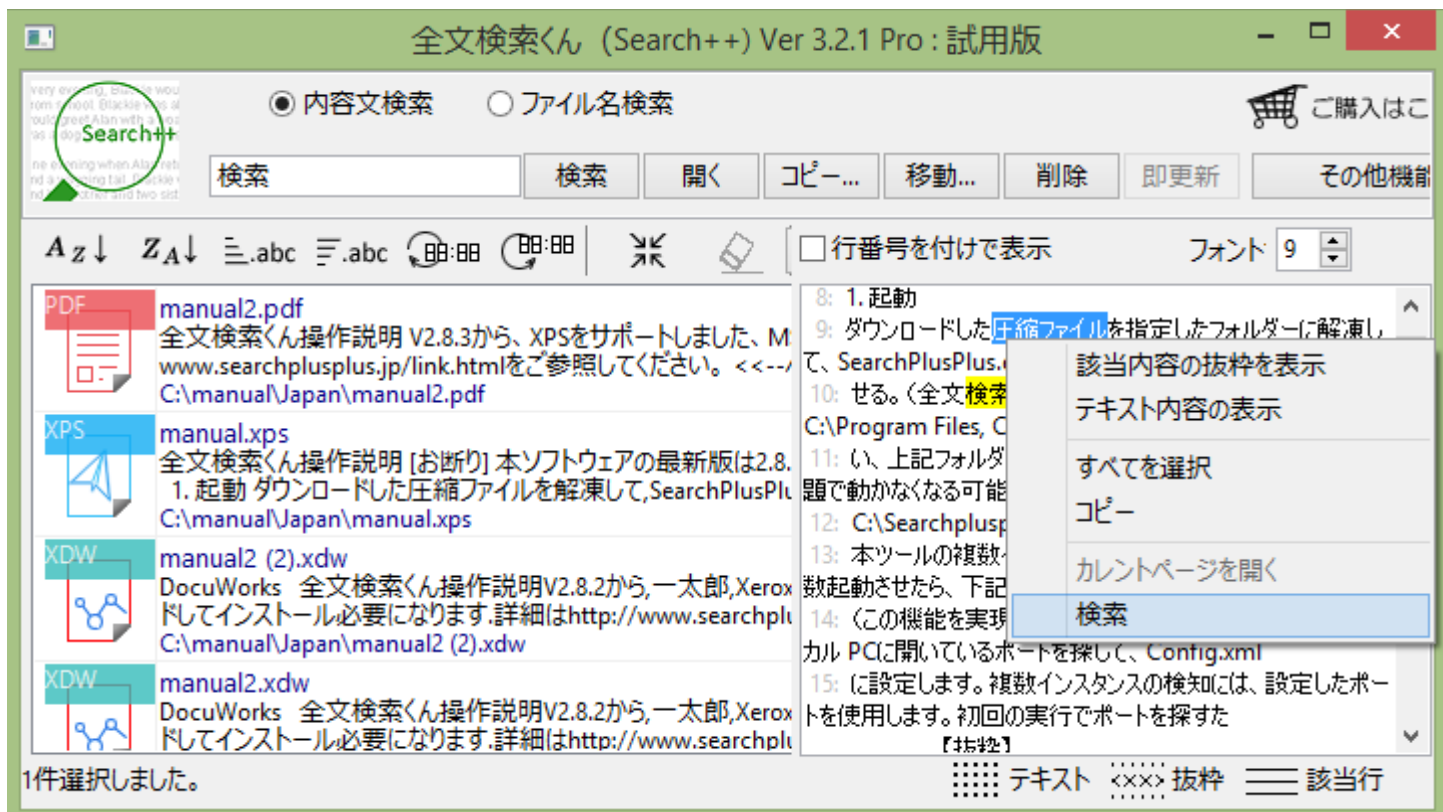 全文検索くん (Search++) Ver 3.2.1 Pro : 試用版
Search++
内容文検索
ファイル名検索
ご購入はこ
検索
検索
開く
コピー...
移動...
削除
即更新
その他機能
A Z↓
Z A↓
.abc
.abc
行番号を付けで表示
フォント
9
PDF
manual2.pdf
全文検索くん操作説明 V2.8.3から、XPSをサポートしました、M
www.searchplusplus.jp/link.htmlをご参照してください。 <<--/
C:\manual\Japan\manual2.pdf
XPS
manual.xps
全文検索くん操作説明 [お断り] 本ソフトウェアの最新版は2.8.
1. 起動 ダウンロードした圧縮ファイルを解凍して,SearchPlusPlu
C:\manual\Japan\manual.xps
XDW
manual2 (2).xdw
DocuWorks 全文検索くん操作説明V2.8.2から,一太郎,Xerox
ドしてインストール必要になります.詳細はhttp://www.searchplu
C:\manual\Japan\manual2 (2).xdw
XDW
manual2.xdw
DocuWorks 全文検索くん操作説明V2.8.2から,一太郎,Xerox
ドしてインストール必要になります.詳細はhttp://www.searchplu
8: 1. 起動
9: ダウンロードした圧縮ファイルを指定したフォルダーに解凍し
て、SearchPlusPlus.
10: せる。（全文検索
C:\Program Files, C
11: い、上記フォルダ
題で動かなくなる可能
12: C:\Searchplusp
13: 本ツールの複数
数起動させたら、下記
14: （この機能を実現
カル PCに開いているポートを探して、Config.xml
15: に設定します。複数インスタンスの検知には、設定したポー
トを使用します。初回の実行でポートを探すた
【抜粋】
該当内容の抜粋を表示
テキスト内容の表示
すべてを選択
コピー
カレントページを開く
検索
1件選択しました。
テキスト
<xx> 抜粋
該当行